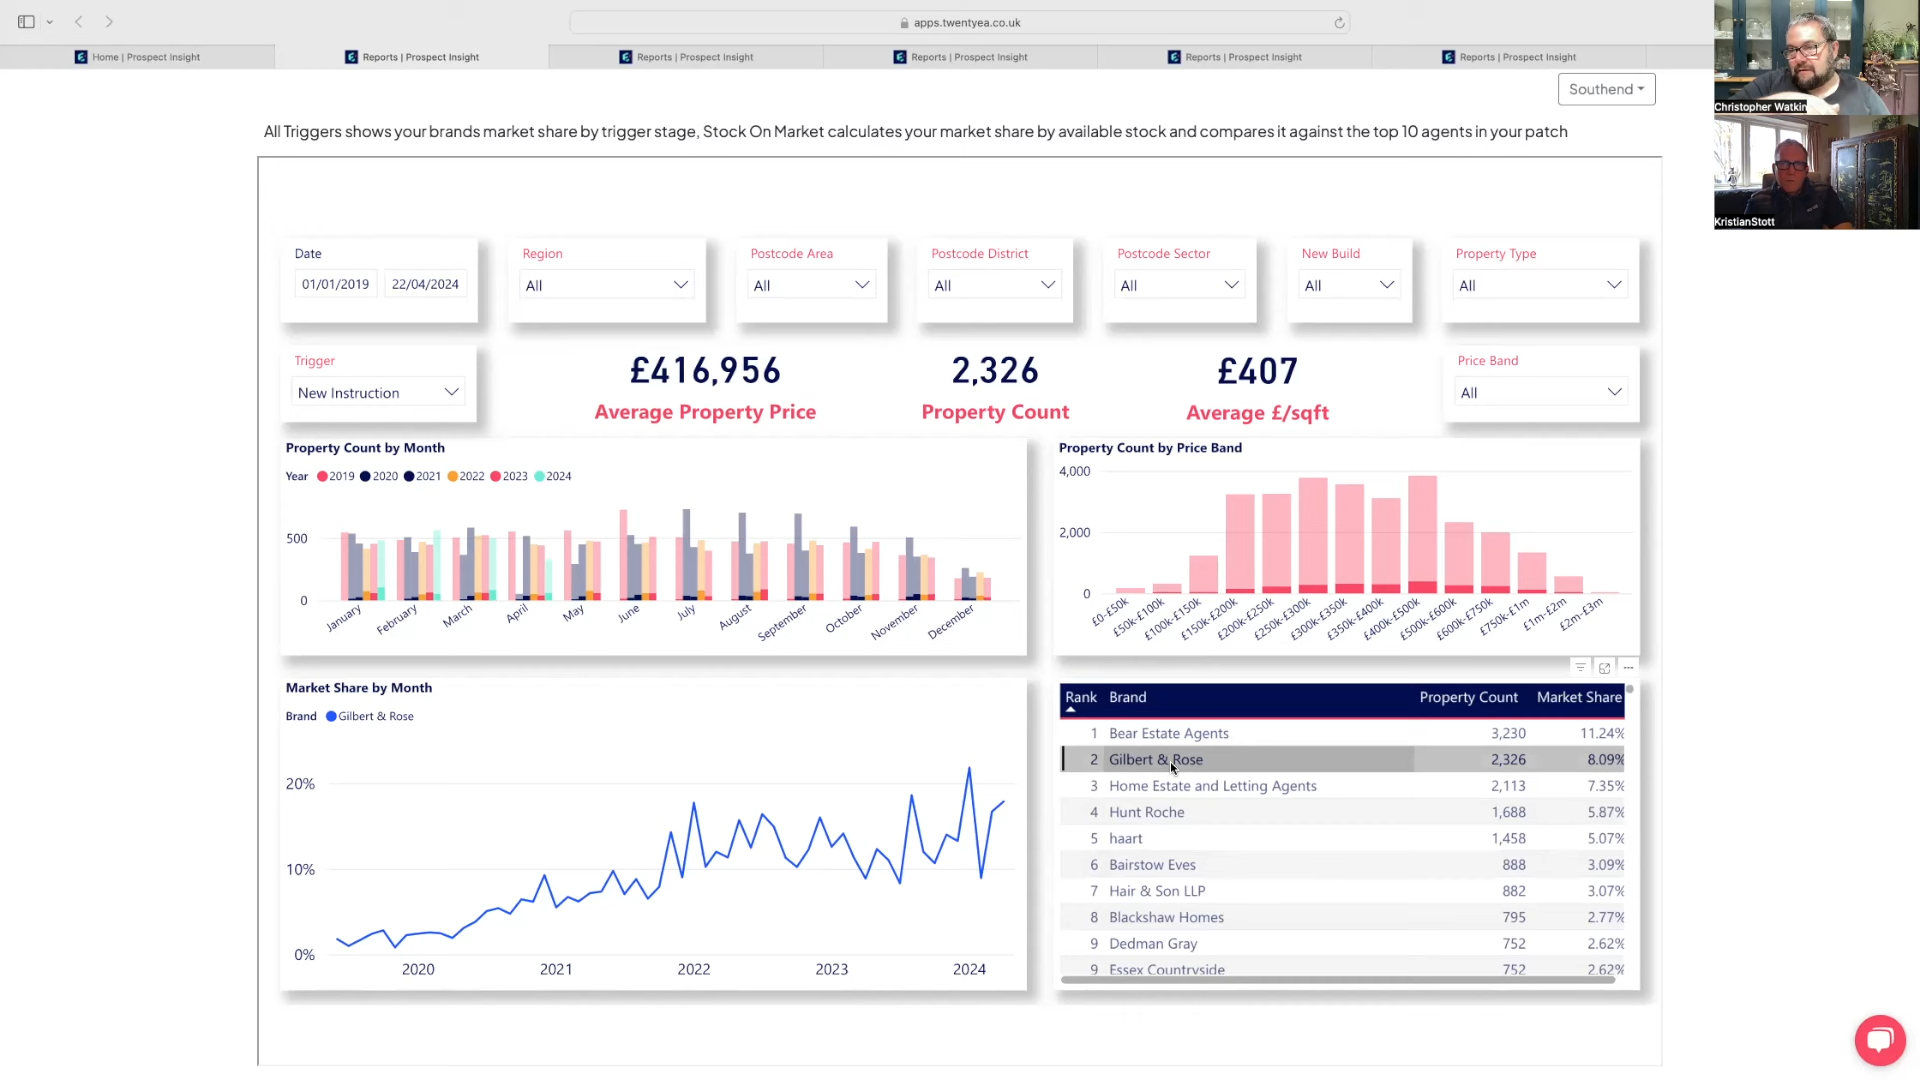 apps.twentyea.co.uk
Home | Prospect Insight
Reports | Prospect Insight
Reports | Prospect Insight
Reports | Prospect Insight
Reports | Prospect Insight
Reports | Prospect Insight
Christopher Watkin
KristianStott
Southend
All Triggers shows your brands market share by trigger stage, Stock On Market calculates your market share by available stock and compares it against the top 10 agents in your patch
Date
01/01/2019 22/04/2024
Region
All
Postcode Area
All
Postcode District
All
Postcode Sector
All
New Build
All
Property Type
All
Trigger
New Instruction
£416,956
Average Property Price
2,326
Property Count
£407
Average £/sqft
Price Band
All
Property Count by Month
Year 2019 2020 2021 2022 2023 2024
500
0
January February March April May June July August September October November December
Property Count by Price Band
4,000
2,000
0
£0-£50k £50k-£100k £100k-£150k £150k-£200k £200k-£250k £250k-£300k £300k-£350k £350k-£400k £400k-£500k £500k-£600k £600k-£750k £750k-£1m £1m-£2m £2m-£3m
Market Share by Month
Brand Gilbert & Rose
20%
10%
0%
2020 2021 2022 2023 2024
Rank Brand Property Count Market Share
1 Bear Estate Agents 3,230 11.24%
2 Gilbert & Rose 2,326 8.09%
3 Home Estate and Letting Agents 2,113 7.35%
4 Hunt Roche 1,688 5.87%
5 haart 1,458 5.07%
6 Bairstow Eves 888 3.09%
7 Hair & Son LLP 882 3.07%
8 Blackshaw Homes 795 2.77%
9 Dedman Gray 752 2.62%
9 Essex Countryside 752 2.62%